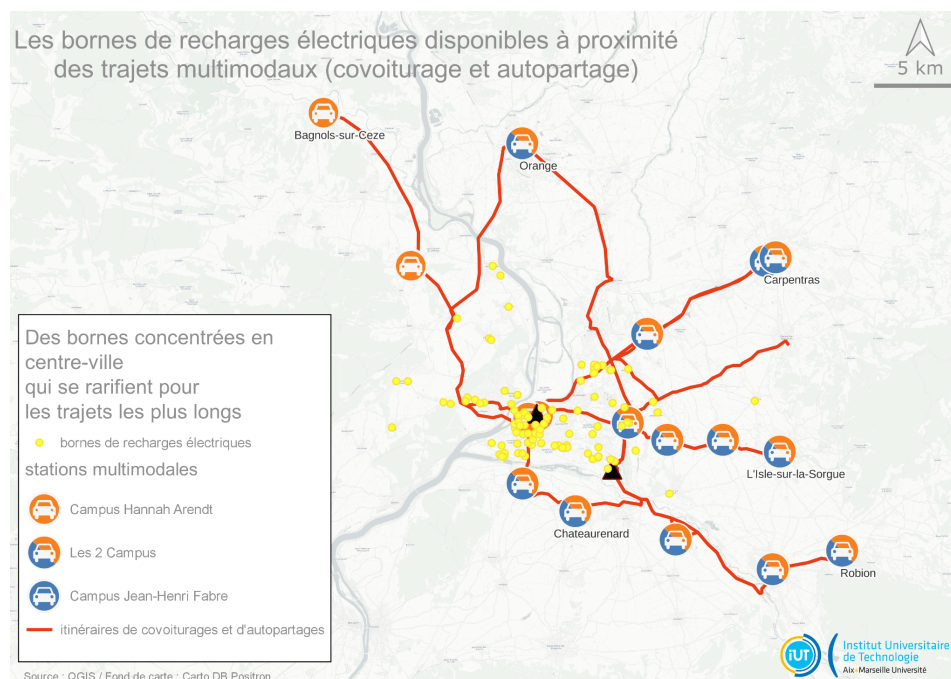 Les bornes de recharges électriques disponibles à proximité
des trajets multimodaux (covoiturage et autopartage)
5 km
Bagnols-sur-Ceze
Orange
Carpentras
L'Isle-sur-la-Sorgue
Chateaurenard
Robion
Des bornes concentrées en
centre-ville
qui se rarifient pour
les trajets les plus longs
bornes de recharges électriques
stations multimodales
Campus Hannah Arendt
Les 2 Campus
Campus Jean-Henri Fabre
itinéraires de covoiturages et d'autopartages
Source : QGIS / Fond de carte : Carto DB Positron
iUT
Institut Universitaire
de Technologie
Aix•Marseille Université